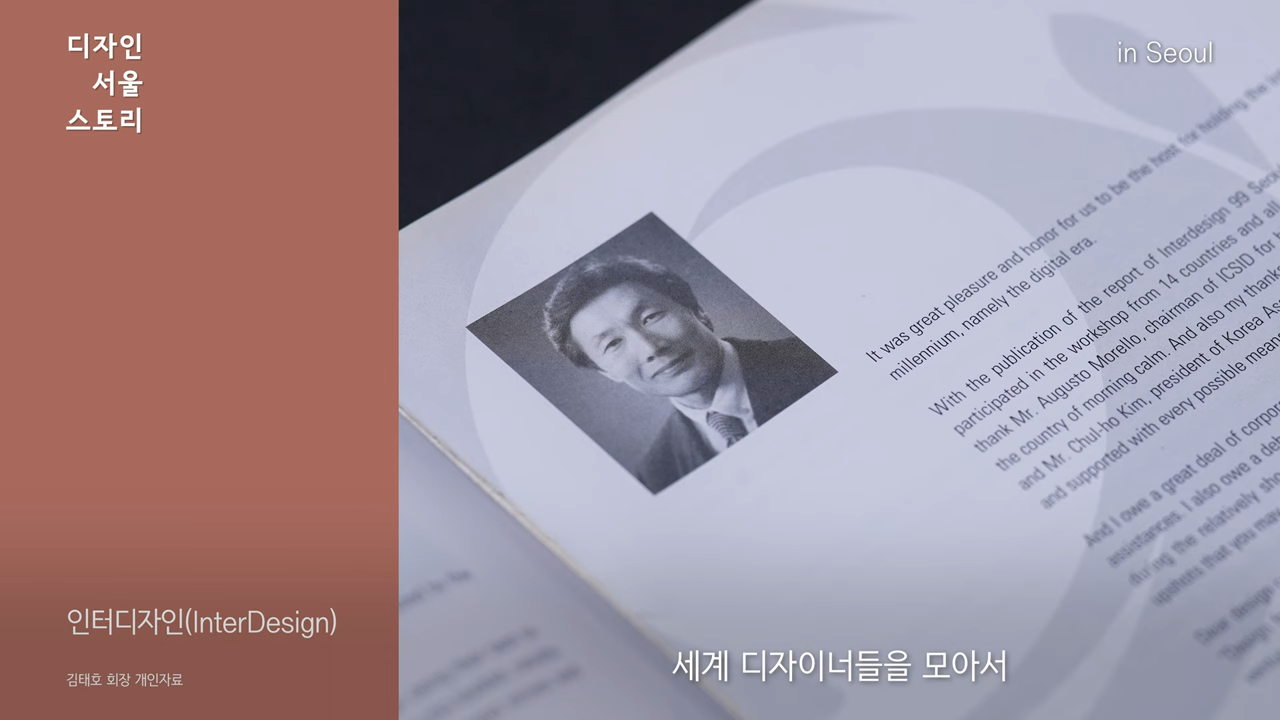 디자인
서울
스토리
in Seoul
It was great pleasure and honor for us to be the host for holding the
millennium, namely the digital era.
With the publication of the report of Interdesign 99 Seoul
participated in the workshop from 14 countries and all
thank Mr. Augusto Morello, chairman of ICSID for
the country of morning calm. And also my thanks
and Mr. Chul-ho Kim, president of Korea
and supported with every possible means
And I owe a great deal of
assistances. I also owe a
during the relatively
upshots that you may
인터디자인(InterDesign)
김태호 회장 개인자료
세계 디자이너들을 모아서